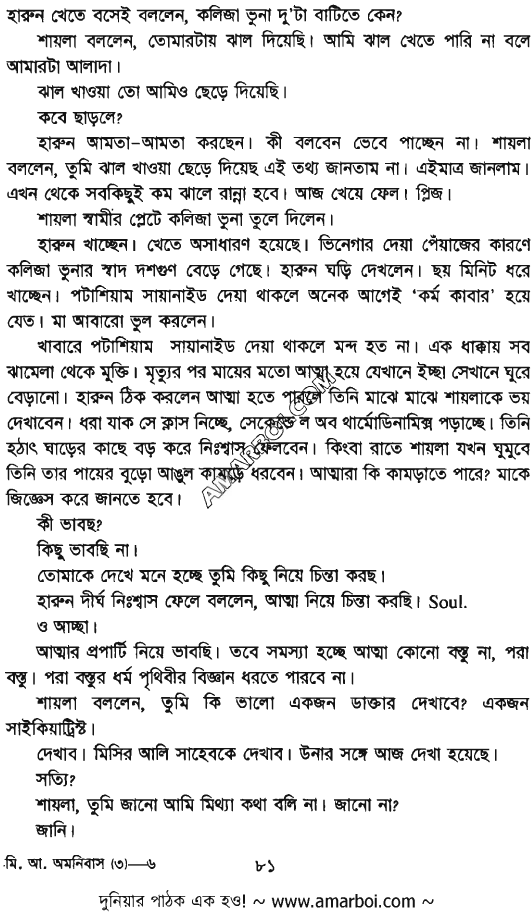 হারুন খেতে বসেই বললেন, কলিজা ভুনা দু'টা বাটিতে কেন?
শায়লা বললেন, তোমারটায় ঝাল দিয়েছি। আমি ঝাল খেতে পারি না বলে
আমারটা আলাদা।
ঝাল খাওয়া তো আমিও ছেড়ে দিয়েছি।
কবে ছাড়লে?
হারুন আমতা-আমতা করছেন। কী বলবেন ভেবে পাচ্ছেন না। শায়লা
বললেন, তুমি ঝাল খাওয়া ছেড়ে দিয়েছ এই তথ্য জানতাম না। এইমাত্র জানলাম।
এখন থেকে সবকিছুই কম ঝালে রান্না হবে। আজ খেয়ে ফেল। প্লিজ।
শায়লা স্বামীর প্লেটে কলিজা ভুনা তুলে দিলেন।
হারুন খাচ্ছেন। খেতে অসাধারণ হয়েছে। ভিনেগার দেয়া পেঁয়াজের কারণে
কলিজা ভুনার স্বাদ দশগুণ বেড়ে গেছে। হারুন ঘড়ি দেখলেন। ছয় মিনিট ধরে
খাচ্ছেন। পটাশিয়াম সায়ানাইড দেয়া থাকলে অনেক আগেই ‘কর্ম কাবার’ হয়ে
যেত। মা আবারো ভুল করলেন।
খাবারে পটাশিয়াম সায়ানাইড দেয়া থাকলে মন্দ হত না। এক ধাক্কায় সব
ঝামেলা থেকে মুক্তি। মৃত্যুর পর মায়ের মতো আত্মা হয়ে যেখানে ইচ্ছা সেখানে ঘুরে
বেড়ানো। হারুন ঠিক করলেন আত্মা হতে পারলে তিনি মাঝে মাঝে শায়লাকে ভয়
দেখাবেন। ধরা যাক সে ক্লাস নিচ্ছে, সেকেন্ড ল অব থার্মোডিনামিক্স পড়াচ্ছে। তিনি
হঠাৎ ঘাড়ের কাছে বড় করে নিঃশ্বাস ফেলবেন। কিংবা রাতে শায়লা যখন ঘুমুবে
তিনি তার পায়ের বুড়ো আঙুল কামড়ে ধরবেন। আত্মারা কি কামড়াতে পারে? মাকে
জিজ্ঞেস করে জানতে হবে।
কী ভাবছ?
কিছু ভাবছি না।
তোমাকে দেখে মনে হচ্ছে তুমি কিছু নিয়ে চিন্তা করছ।
হারুন দীর্ঘ নিঃশ্বাস ফেলে বললেন, আত্মা নিয়ে চিন্তা করছি। Soul.
ও আচ্ছা।
আত্মার প্রপার্টি নিয়ে ভাবছি। তবে সমস্যা হচ্ছে আত্মা কোনো বস্তু না, পরা
বস্তু। পরা বস্তুর ধর্ম পৃথিবীর বিজ্ঞান ধরতে পারবে না।
শায়লা বললেন, তুমি কি ভালো একজন ডাক্তার দেখাবে? একজন
সাইকিয়াট্রিস্ট।
দেখাব। মিসির আলি সাহেবকে দেখাব। উনার সঙ্গে আজ দেখা হয়েছে।
সত্যি?
শায়লা, তুমি জানো আমি মিথ্যা কথা বলি না। জানো না?
জানি।
মি. আ. অমনিবাস (৩)—৬
৮১
দুনিয়ার পাঠক এক হও! ~ www.amarboi.com ~
AMARBOI.COM